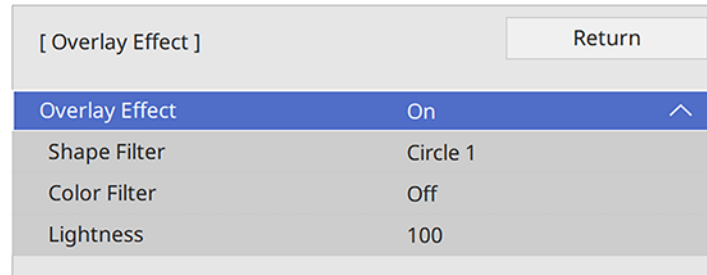 [ Overlay Effect ] Return
Overlay Effect On
Shape Filter Circle 1
Color Filter Off
Lightness 100